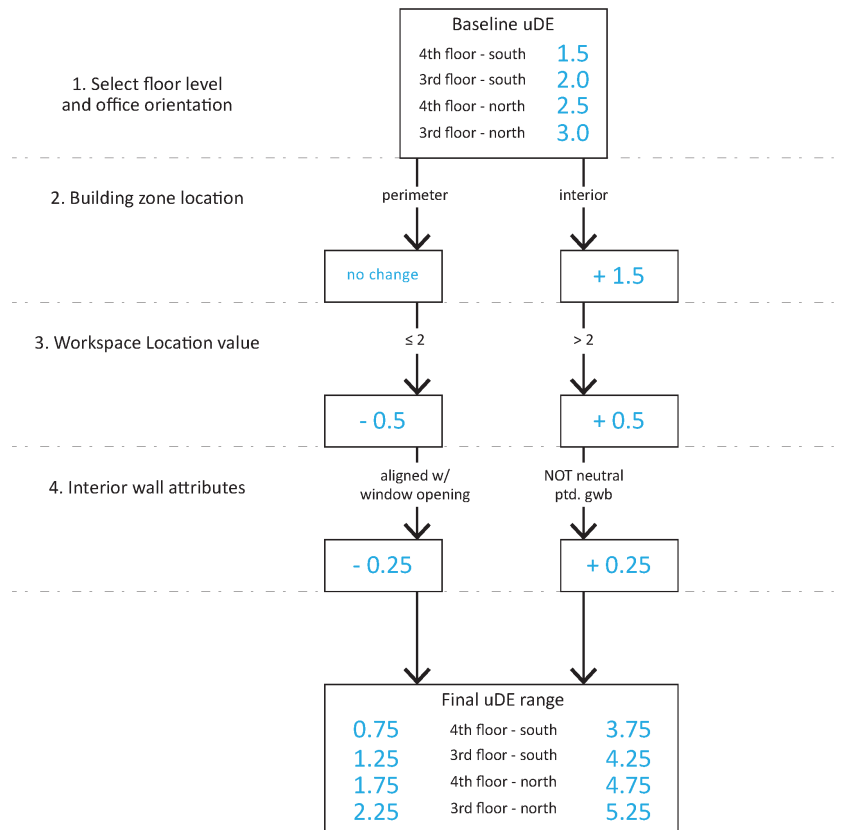 Baseline uDE
4th floor - south 1.5
3rd floor - south 2.0
4th floor - north 2.5
3rd floor - north 3.0
1. Select floor level
and office orientation
2. Building zone location
perimeter
interior
no change
+ 1.5
3. Workspace Location value
≤ 2
> 2
- 0.5
+ 0.5
4. Interior wall attributes
aligned w/
window opening
NOT neutral
ptd. gwb
- 0.25
+ 0.25
Final uDE range
0.75 4th floor - south 3.75
1.25 3rd floor - south 4.25
1.75 4th floor - north 4.75
2.25 3rd floor - north 5.25